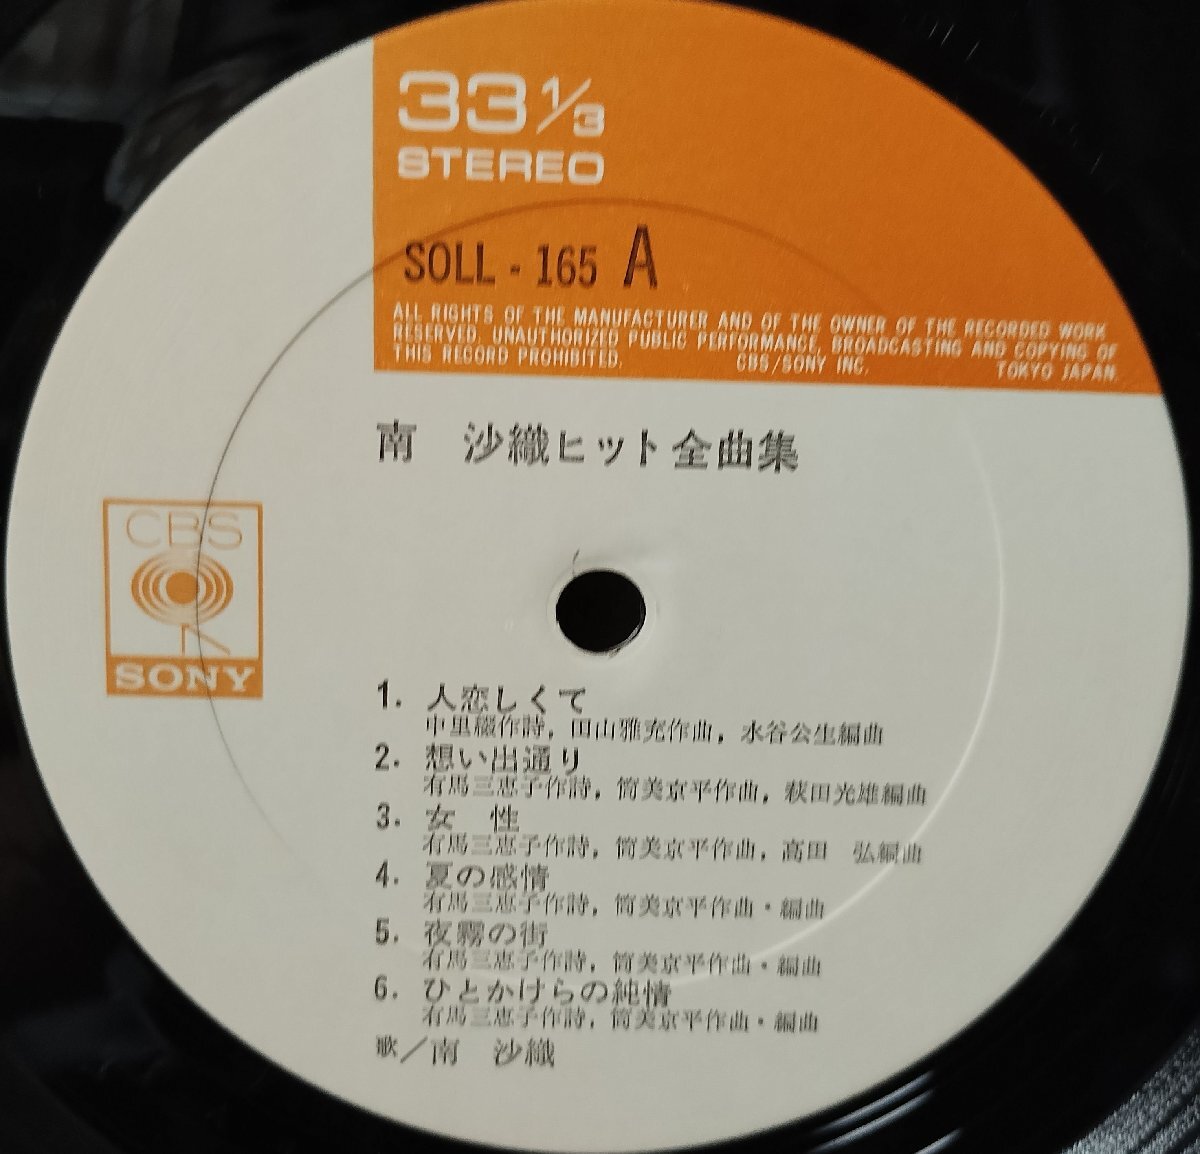 33 1/3
STEREO
SOLL - 165 A
ALL RIGHTS OF THE MANUFACTURER AND OF THE OWNER OF THE RECORDED WORK
RESERVED. UNAUTHORIZED PUBLIC PERFORMANCE, BROADCASTING AND COPYING OF
THIS RECORD PROHIBITED. CBS/SONY INC. TOKYO JAPAN.
南 沙織ヒット全曲集
CBS
SONY
1. 人恋しくて
中里綴作詩, 田山雅充作曲, 水谷公生編曲
2. 想い出通り
有馬三恵子作詩, 筒美京平作曲, 萩田光雄編曲
3. 女 性
有馬三恵子作詩, 筒美京平作曲, 高田 弘編曲
4. 夏の感情
有馬三恵子作詩, 筒美京平作曲・編曲
5. 夜霧の街
有馬三恵子作詩, 筒美京平作曲・編曲
6. ひとかけらの純情
有馬三恵子作詩, 筒美京平作曲・編曲
歌／南 沙織